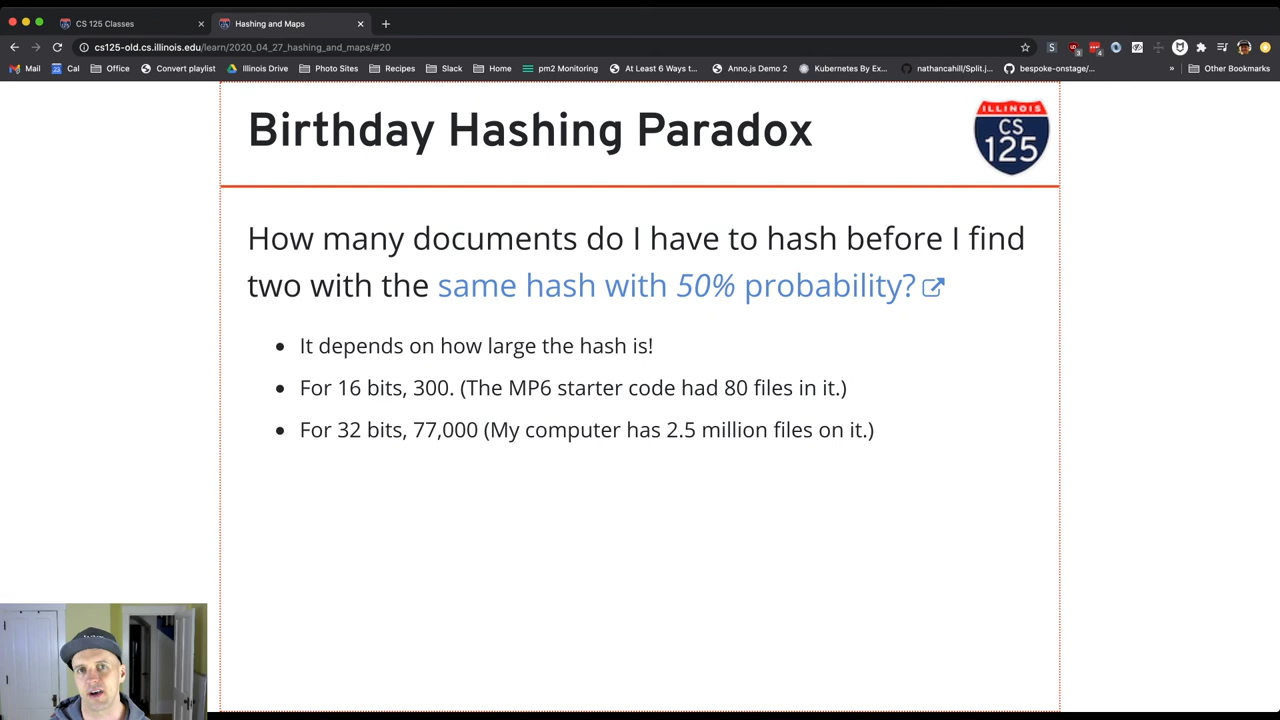 CS 125 Classes
Hashing and Maps
cs125-old.cs.illinois.edu/learn/2020_04_27_hashing_and_maps/#20
Mail Cal Office Convert playlist Illinois Drive Photo Sites Recipes Slack Home pm2 Monitoring At Least 6 Ways t... Anno.js Demo 2 Kubernetes By Ex... nathancahill/Split.j... bespoke-onstage/... » Other Bookmarks
Birthday Hashing Paradox
ILLINOIS
CS
125
How many documents do I have to hash before I find
two with the same hash with 50% probability?
• It depends on how large the hash is!
• For 16 bits, 300. (The MP6 starter code had 80 files in it.)
• For 32 bits, 77,000 (My computer has 2.5 million files on it.)